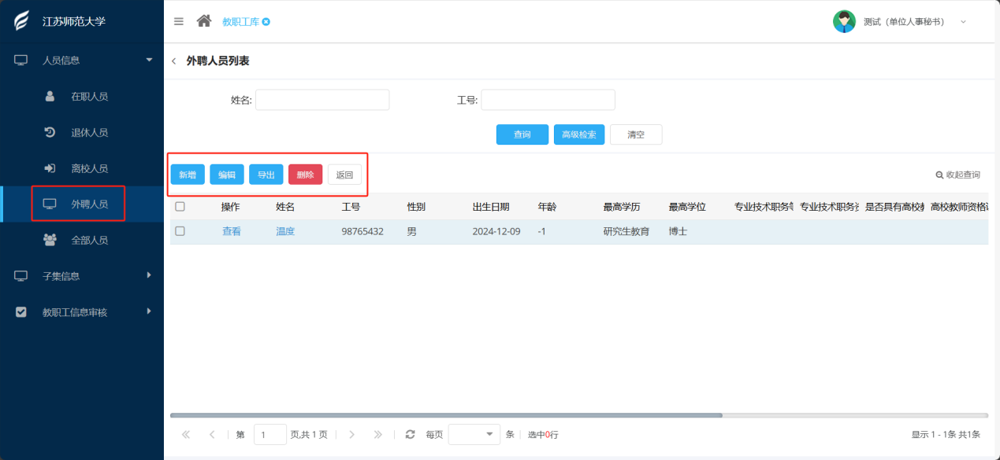 江苏师范大学
教职工库
测试（单位人事秘书）
人员信息
在职人员
退休人员
离校人员
外聘人员
全部人员
子集信息
教职工信息审核
外聘人员列表
姓名: 工号:
查询 高级检索 清空
新增 编辑 导出 删除 返回 收起查询
操作 姓名 工号 性别 出生日期 年龄 最高学历 最高学位 专业技术职务 专业技术职务资 是否具有高校教 高校教师资格
查看 温度 98765432 男 2024-12-09 -1 研究生教育 博士
第 1 页,共 1 页 每页 条 选中0行 显示 1 - 1条 共1条